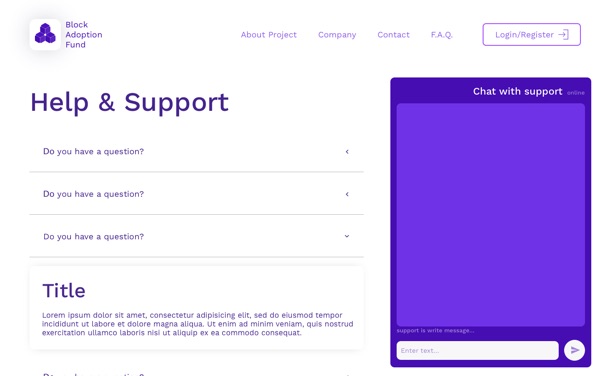 Block
Adoption
Fund
About Project
Company
Contact
F.A.Q.
Login/Register
Help & Support
Do you have a question?
Do you have a question?
Do you have a question?
Title
Lorem ipsum dolor sit amet, consectetur adipisicing elit, sed do eiusmod tempor
incididunt ut labore et dolore magna aliqua. Ut enim ad minim veniam, quis nostrud
exercitation ullamco laboris nisi ut aliquip ex ea commodo consequat.
Chat with support online
support is write message...
Enter text...